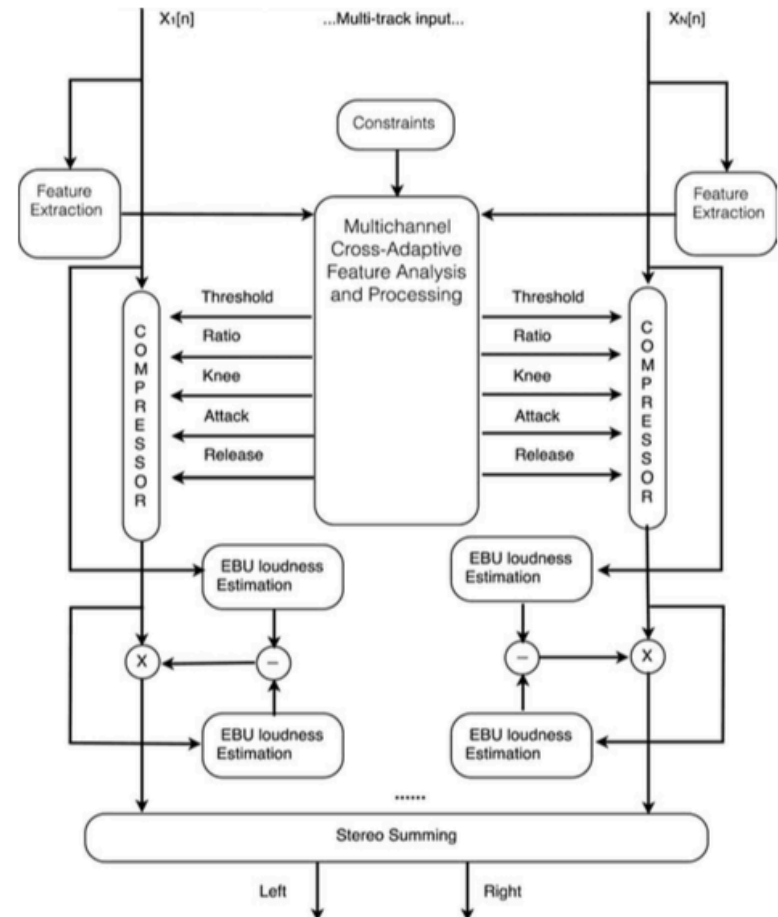 X1[n] ...Multi-track input... XN[n]
Constraints
Feature
Extraction
Feature
Extraction
Multichannel
Cross-Adaptive
Feature Analysis
and Processing
Threshold
Ratio
Knee
Attack
Release
Threshold
Ratio
Knee
Attack
Release
COMPRESSOR
COMPRESSOR
EBU loudness
Estimation
EBU loudness
Estimation
X
–
–
X
EBU loudness
Estimation
EBU loudness
Estimation
......
Stereo Summing
Left
Right